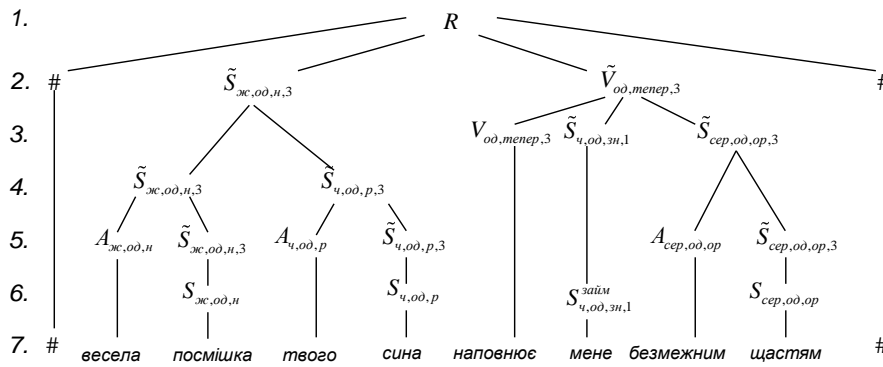 1. R
2. # S̃ж,од,н,3 Ṽод,тепер,3 #
3. Vод,тепер,3 S̃ч,од,зн,1 S̃сер,од,ор,3
4. S̃ж,од,н,3 S̃ч,од,р,3
5. Aж,од,н S̃ж,од,н,3 Aч,од,р S̃ч,од,р,3 Aсер,од,ор S̃сер,од,ор,3
6. Sж,од,н Sч,од,р Sзаймч,од,зн,1 Sсер,од,ор
7. # весела посмішка твого сина наповнює мене безмежним щастям #